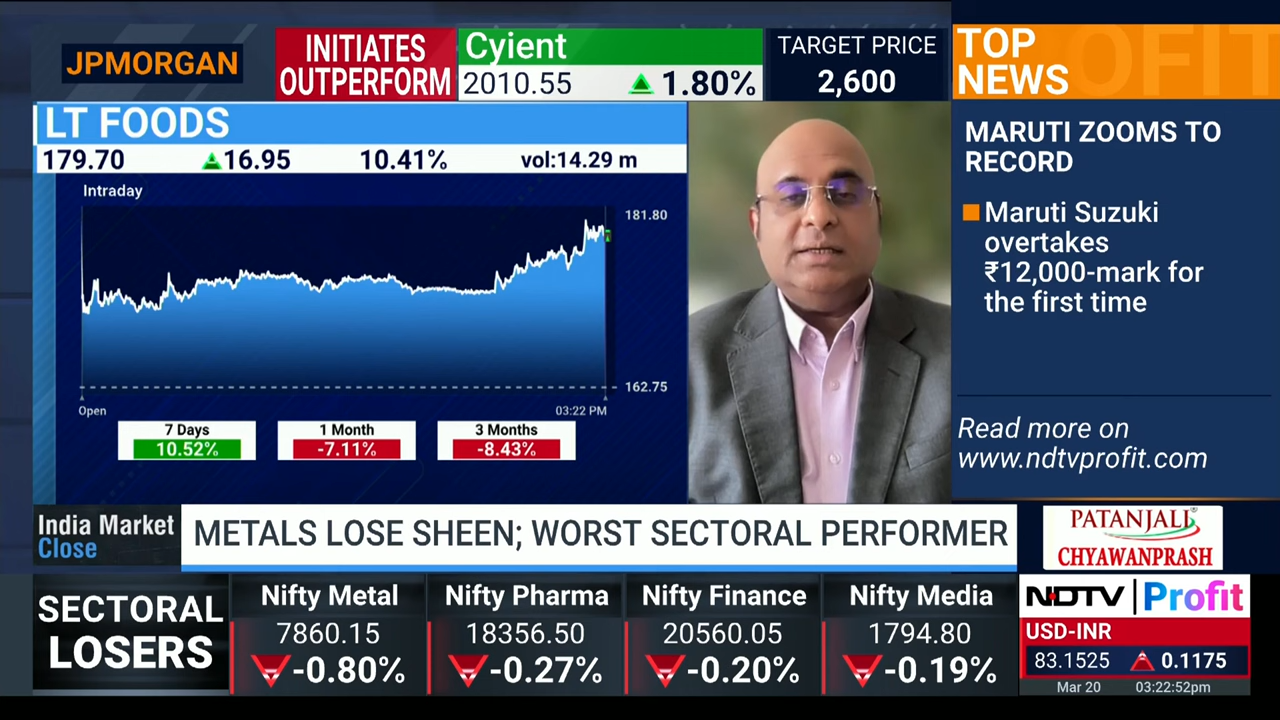 JPMORGAN
INITIATES
OUTPERFORM
Cyient
2010.55 1.80%
TARGET PRICE
2,600
TOP
NEWS
LT FOODS
179.70 16.95 10.41% vol:14.29 m
Intraday
181.80
162.75
Open 03:22 PM
7 Days
10.52%
1 Month
-7.11%
3 Months
-8.43%
MARUTI ZOOMS TO
RECORD
Maruti Suzuki
overtakes
₹12,000-mark for
the first time
Read more on
www.ndtvprofit.com
India Market
Close
METALS LOSE SHEEN; WORST SECTORAL PERFORMER
PATANJALI
CHYAWANPRASH
SECTORAL
LOSERS
Nifty Metal
7860.15
-0.80%
Nifty Pharma
18356.50
-0.27%
Nifty Finance
20560.05
-0.20%
Nifty Media
1794.80
-0.19%
NDTV Profit
USD-INR
83.1525 0.1175
Mar 20 03:22:52pm